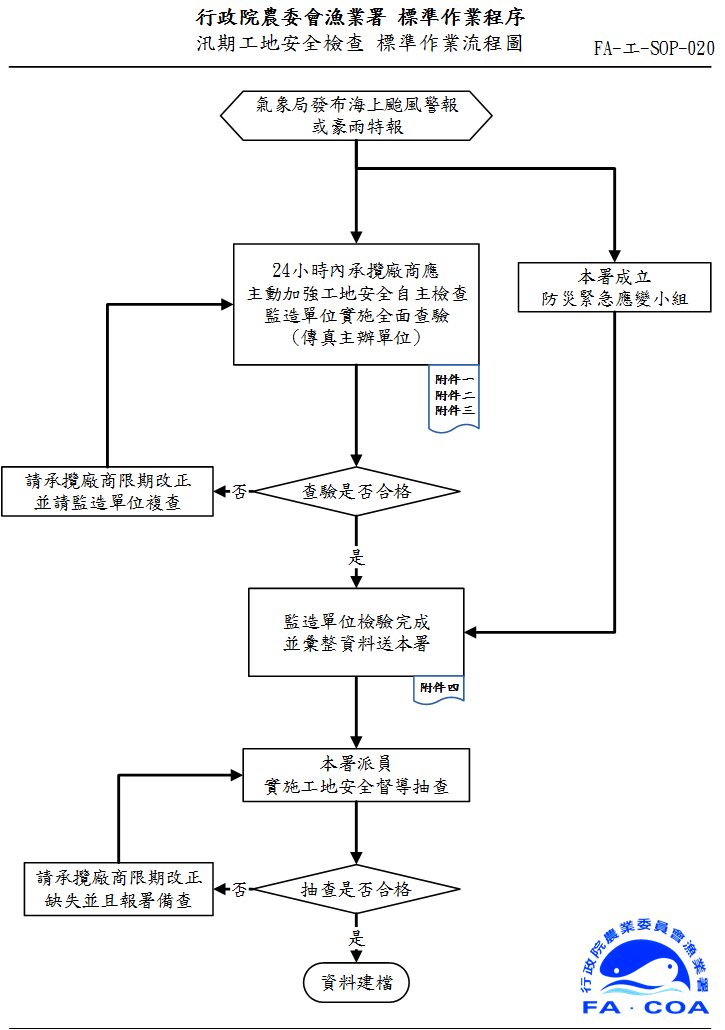 行政院農委會漁業署 標準作業程序
汛期工地安全檢查 標準作業流程圖
FA-工-SOP-020
氣象局發布海上颱風警報
或豪雨特報
24小時內承攬廠商應
主動加強工地安全自主檢查
監造單位實施全面查驗
(傳真主辦單位)
附件一
附件二
附件三
本署成立
防災緊急應變小組
請承攬廠商限期改正
並請監造單位複查
否
查驗是否合格
是
監造單位檢驗完成
並彙整資料送本署
附件四
本署派員
實施工地安全督導抽查
請承攬廠商限期改正
缺失並且報署備查
否
抽查是否合格
是
資料建檔
行政院農業委員會漁業署
FA·COA